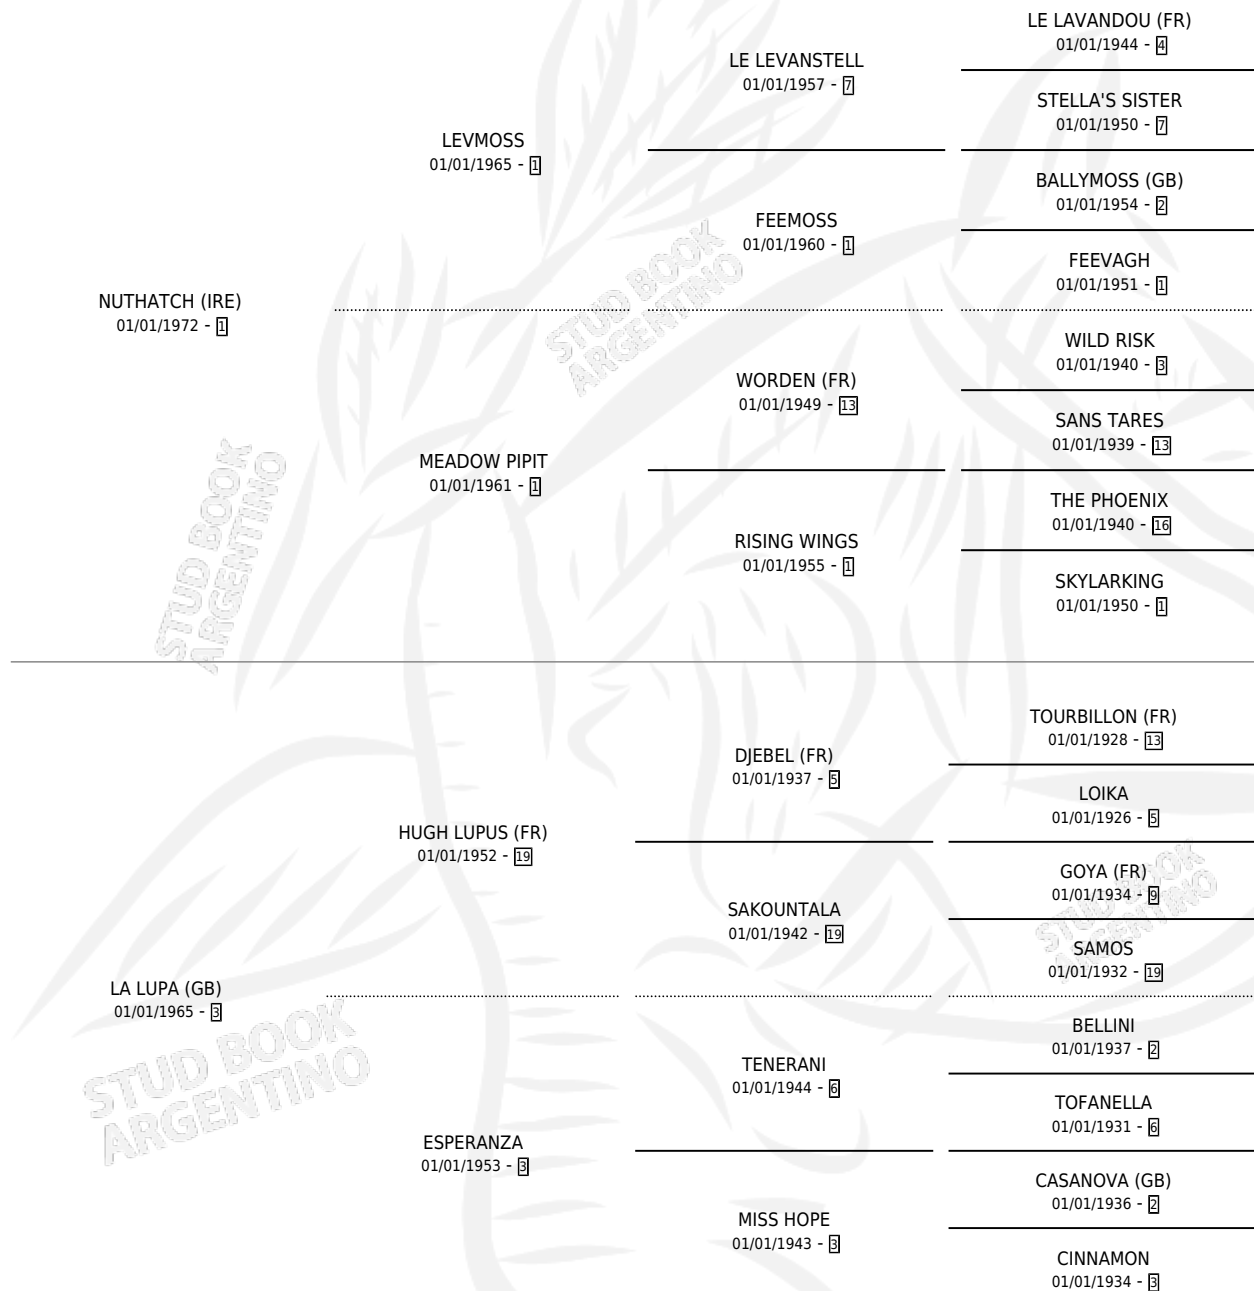 LE LAVANDOU (FR)
01/01/1944 - 4
LE LEVANSTELL
01/01/1957 - 7
STELLA'S SISTER
01/01/1950 - 7
LEVMOSS
01/01/1965 - 1
BALLYMOSS (GB)
01/01/1954 - 2
FEEMOSS
01/01/1960 - 1
FEEVAGH
01/01/1951 - 1
NUTHATCH (IRE)
01/01/1972 - 1
WILD RISK
01/01/1940 - 3
WORDEN (FR)
01/01/1949 - 13
SANS TARES
01/01/1939 - 13
MEADOW PIPIT
01/01/1961 - 1
THE PHOENIX
01/01/1940 - 16
RISING WINGS
01/01/1955 - 1
SKYLARKING
01/01/1950 - 1
TOURBILLON (FR)
01/01/1928 - 13
DJEBEL (FR)
01/01/1937 - 5
LOIKA
01/01/1926 - 5
HUGH LUPUS (FR)
01/01/1952 - 19
GOYA (FR)
01/01/1934 - 9
SAKOUNTALA
01/01/1942 - 19
SAMOS
01/01/1932 - 19
LA LUPA (GB)
01/01/1965 - 3
BELLINI
01/01/1937 - 2
TENERANI
01/01/1944 - 6
TOFANELLA
01/01/1931 - 6
ESPERANZA
01/01/1953 - 3
CASANOVA (GB)
01/01/1936 - 2
MISS HOPE
01/01/1943 - 3
CINNAMON
01/01/1934 - 3
STUD BOOK
ARGENTINO
STUD BOOK
ARGENTINO
STUD BOOK
ARGENTINO
STUD BOOK
ARGENTINO